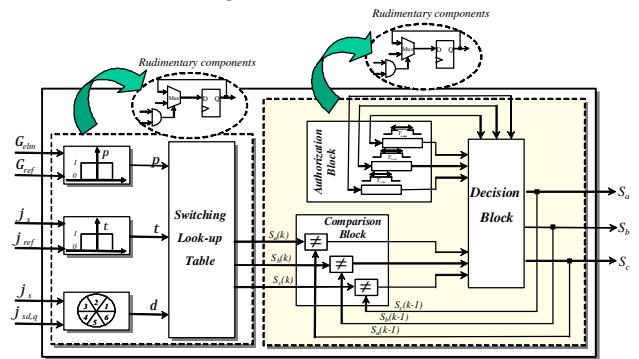 Rudimentary components
Mux
D Q
Rudimentary components
Mux
D Q
G_elm
G_ref
1
0
p
p
j_s
j_ref
1
0
t
t
j_s
j_sd,q
3 2 1
4 5 6
d
Switching
Look-up
Table
Authorization
Block
Comparison
Block
S_a(k)
≠
S_b(k)
≠
S_c(k)
≠
S_c(k-1)
S_b(k-1)
S_a(k-1)
Decision
Block
S_a
S_b
S_c